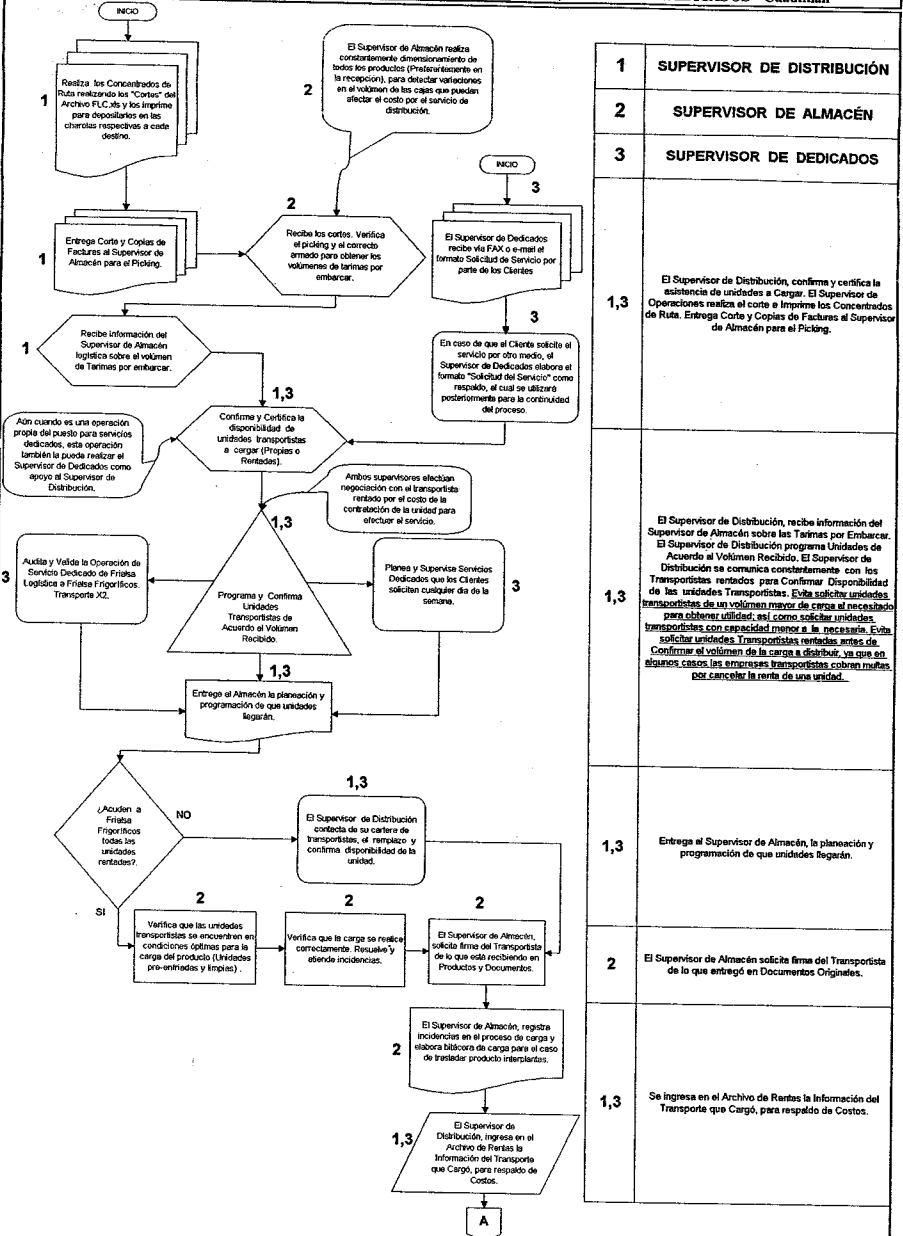 INICIO
1
Realiza los Concentrados de
Ruta realizando los "Cortes" del
Archivo FLC.xls y los imprime
para depositarlos en las
charolas respectivas a cada
destino.
2
El Supervisor de Almacén realiza
constantemente dimensionamiento de
todos los productos (Preferentemente en
la recepción), para detectar variaciones
en el volúmen de las cajas que puedan
afectar el costo por el servicio de
distribución.
1
Entrega Corte y Copias de
Facturas al Supervisor de
Almacén para el Picking.
2
Recibe los cortes. Verifica
el picking y el correcto
armado para obtener los
volúmenes de tarimas por
embarcar.
INICIO
3
El Supervisor de Dedicados
recibe vía FAX o e-mail el
formato Solicitud de Servicio por
parte de los Clientes
1
Recibe información del
Supervisor de Almacén
logística sobre el volúmen
de Tarimas por embarcar.
3
En caso de que el Cliente solicite el
servicio por otro medio, el
Supervisor de Dedicados elabora el
formato "Solicitud del Servicio" como
respaldo, el cual se utilizará
posteriormente para la continuidad
del proceso.
1,3
Confirma y Certifica la
disponibilidad de
unidades transportistas
a cargar (Propias o
Rentadas).
Aún cuando es una operación
propia del puesto para servicios
dedicados, esta operación
también la puede realizar el
Supervisor de Dedicados como
apoyo al Supervisor de
Distribución.
Ambos supervisores efectúan
negociación con el transportista
rentado por el costo de la
contratación de la unidad para
efectuar el servicio.
1,3
Programa y Confirma
Unidades
Transportistas de
Acuerdo el Volúmen
Recibido.
3
Audita y Valida la Operación de
Servicio Dedicado de Frialsa
Logística a Frialsa Frigoríficos.
Transporte X2.
Planea y Supervisa Servicios
Dedicados que los Clientes
soliciten cualquier día de la
semana.
3
1,3
Entrega el Almacén la planeación y
programación de que unidades
llegarán.
¿Acuden a
Frialsa
Frigoríficos
todas las
unidades
rentadas?.
NO
SI
1,3
El Supervisor de Distribución
contacta de su cartera de
transportistas, el remplazo y
confirma disponibilidad de la
unidad.
2
Verifica que las unidades
transportistas se encuentren en
condiciones óptimas para la
carga del producto (Unidades
pre-enfriadas y limpias) .
2
Verifica que la carga se realice
correctamente. Resuelve y
atiende incidencias.
2
El Supervisor de Almacén,
solicita firma del Transportista
de lo que está recibiendo en
Productos y Documentos.
2
El Supervisor de Almacén, registra
incidencias en el proceso de carga y
elabora bitácora de carga para el caso
de trasladar producto interplantas.
1,3
El Supervisor de
Distribución, ingresa en el
Archivo de Rentas la
Información del Transporte
que Cargó, para respaldo de
Costos.
A
1 SUPERVISOR DE DISTRIBUCIÓN
2 SUPERVISOR DE ALMACÉN
3 SUPERVISOR DE DEDICADOS
1,3
El Supervisor de Distribución, confirma y certifica la
asistencia de unidades a Cargar. El Supervisor de
Operaciones realiza el corte e Imprime los Concentrados
de Ruta. Entrega Corte y Copias de Facturas al Supervisor
de Almacén para el Picking.
1,3
El Supervisor de Distribución, recibe información del
Supervisor de Almacén sobre las Tarimas por Embarcar.
El Supervisor de Distribución programa Unidades de
Acuerdo al Volúmen Recibido. El Supervisor de
Distribución se comunica constantemente con los
Transportistas rentados para Confirmar Disponibilidad
de las unidades Transportistas. Evita solicitar unidades
transportistas de un volúmen mayor de carga al necesitado
para obtener utilidad; así como solicitar unidades
transportistas con capacidad menor a la necesaria. Evita
solicitar unidades Transportistas rentadas antes de
Confirmar el volúmen de la carga a distribuir, ya que en
algunos casos las empresas transportistas cobran multas
por cancelar la renta de una unidad.
1,3
Entrega al Supervisor de Almacén, la planeación y
programación de que unidades llegarán.
2
El Supervisor de Almacén solicita firma del Transportista
de lo que entregó en Documentos Originales.
1,3
Se ingresa en el Archivo de Rentas la Información del
Transporte que Cargó, para respaldo de Costos.